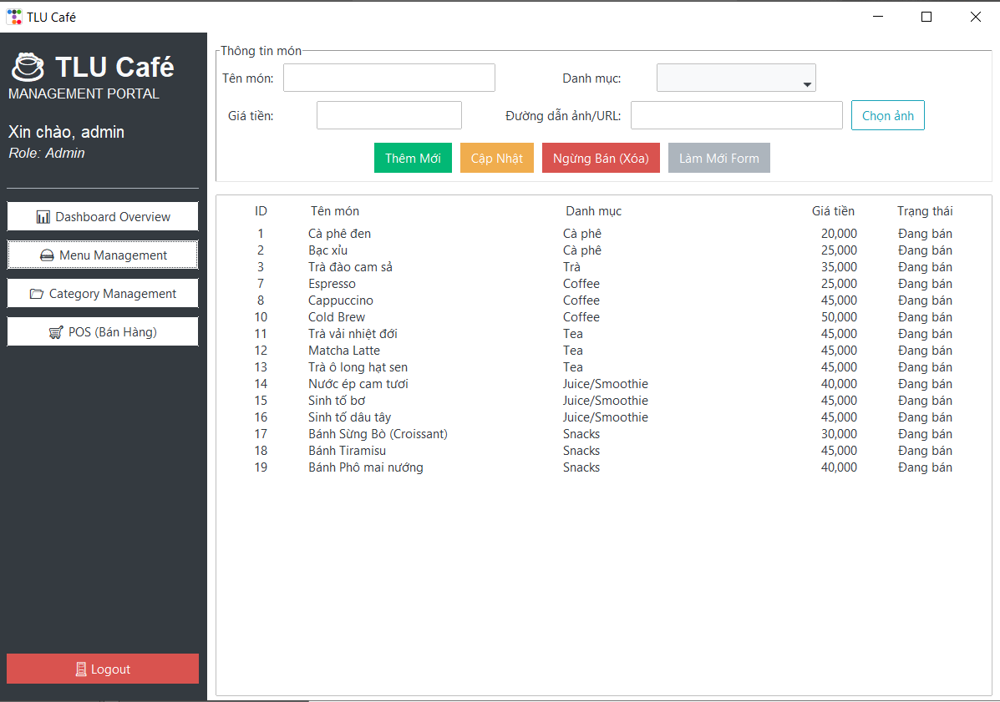 TLU Café
TLU Café
MANAGEMENT PORTAL
Xin chào, admin
Role: Admin
Dashboard Overview
Menu Management
Category Management
POS (Bán Hàng)
Logout
Thông tin món
Tên món: Danh mục:
Giá tiền: Đường dẫn ảnh/URL: Chọn ảnh
Thêm Mới Cập Nhật Ngừng Bán (Xóa) Làm Mới Form
ID Tên món Danh mục Giá tiền Trạng thái
1 Cà phê đen Cà phê 20,000 Đang bán
2 Bạc xỉu Cà phê 25,000 Đang bán
3 Trà đào cam sả Trà 35,000 Đang bán
7 Espresso Coffee 25,000 Đang bán
8 Cappuccino Coffee 45,000 Đang bán
10 Cold Brew Coffee 50,000 Đang bán
11 Trà vải nhiệt đới Tea 45,000 Đang bán
12 Matcha Latte Tea 45,000 Đang bán
13 Trà ô long hạt sen Tea 45,000 Đang bán
14 Nước ép cam tươi Juice/Smoothie 40,000 Đang bán
15 Sinh tố bơ Juice/Smoothie 45,000 Đang bán
16 Sinh tố dâu tây Juice/Smoothie 45,000 Đang bán
17 Bánh Sừng Bò (Croissant) Snacks 30,000 Đang bán
18 Bánh Tiramisu Snacks 45,000 Đang bán
19 Bánh Phô mai nướng Snacks 40,000 Đang bán